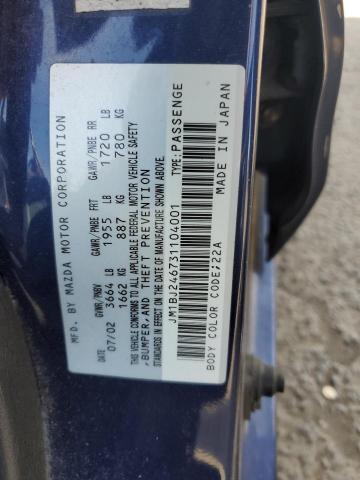 MFD. BY MAZDA MOTOR CORPORATION
GVWR/PNBV GAWR/PNBE FRT GAWR/PNBE RR
07/02 3664 LB 1955 LB 1720 LB
1662 KG 887 KG 780 KG
THIS VEHICLE CONFORMS TO ALL APPLICABLE FEDERAL MOTOR VEHICLE SAFETY
,BUMPER,AND THEFT PREVENTION
STANDARDS IN EFFECT ON THE DATE OF MANUFACTURE SHOWN ABOVE.
JM1BJ246731104001 TYPE:PASSENGE
BODY COLOR CODE:22A MADE IN JAPAN